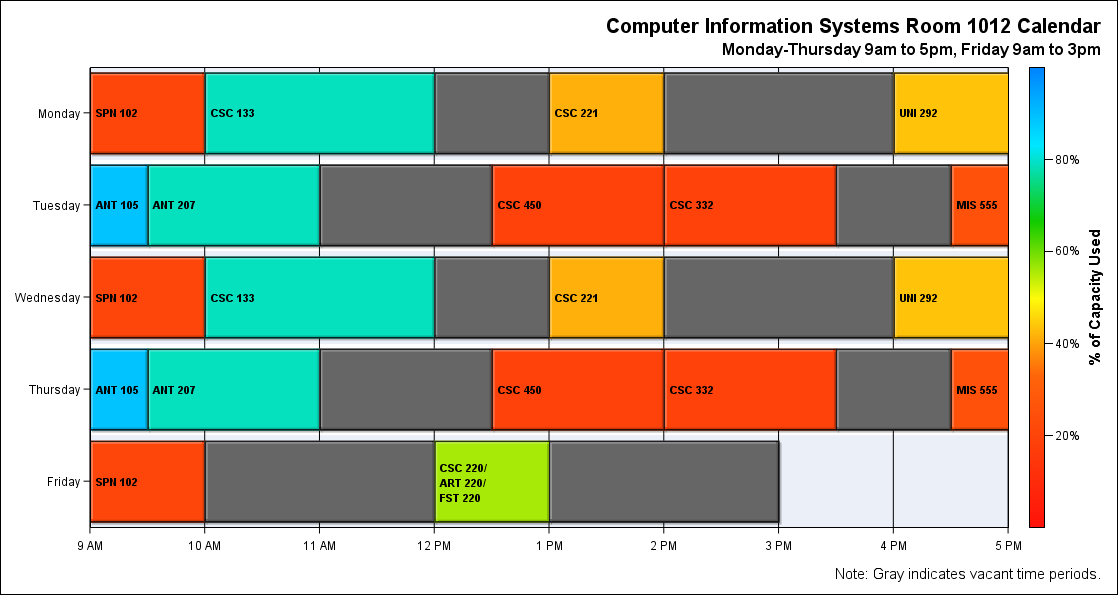 Computer Information Systems Room 1012 Calendar
Monday-Thursday 9am to 5pm, Friday 9am to 3pm
Monday
SPN 102
CSC 133
CSC 221
UNI 292
Tuesday
ANT 105
ANT 207
CSC 450
CSC 332
MIS 555
Wednesday
SPN 102
CSC 133
CSC 221
UNI 292
Thursday
ANT 105
ANT 207
CSC 450
CSC 332
MIS 555
Friday
SPN 102
CSC 220/
ART 220/
FST 220
9 AM
10 AM
11 AM
12 PM
1 PM
2 PM
3 PM
4 PM
5 PM
80%
60%
40%
20%
% of Capacity Used
Note: Gray indicates vacant time periods.